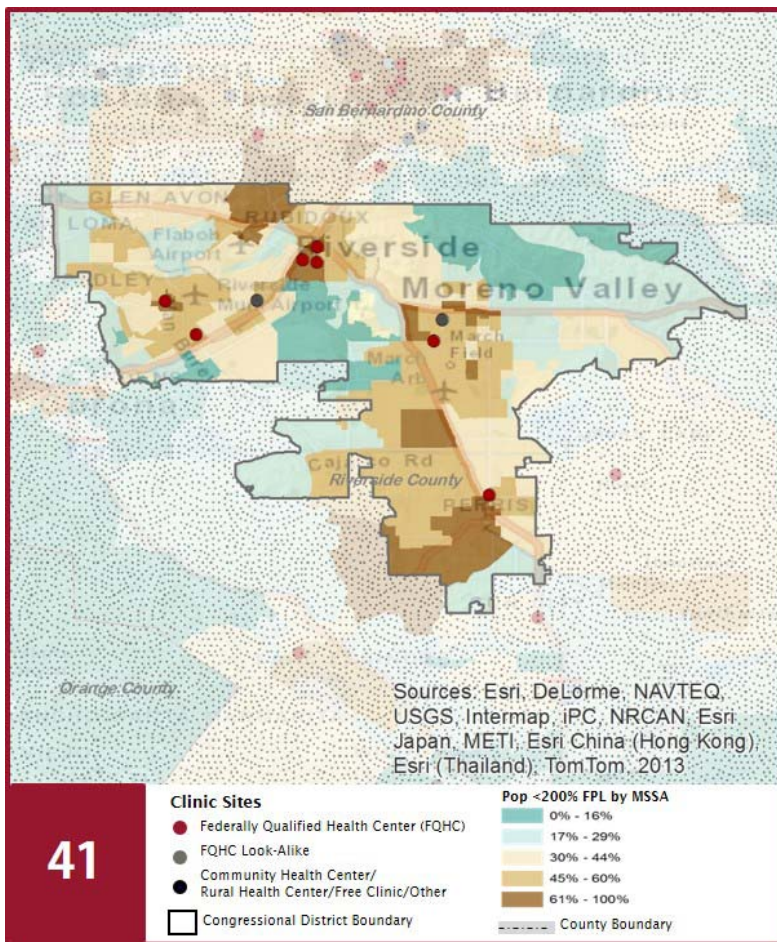 San Bernardino County
GLEN AVON
RUBIDOUX
LOMA
Flabob
Airport
Riverside
Riverside
Muni Airport
Moreno Valley
March
Field
March
Arb
Cajalco Rd
Riverside County
PERRIS
Orange County
Sources: Esri, DeLorme, NAVTEQ,
USGS, Intermap, iPC, NRCAN, Esri
Japan, METI, Esri China (Hong Kong),
Esri (Thailand), TomTom, 2013
41
Clinic Sites
Federally Qualified Health Center (FQHC)
FQHC Look-Alike
Community Health Center/
Rural Health Center/Free Clinic/Other
Congressional District Boundary
Pop <200% FPL by MSSA
0% - 16%
17% - 29%
30% - 44%
45% - 60%
61% - 100%
County Boundary